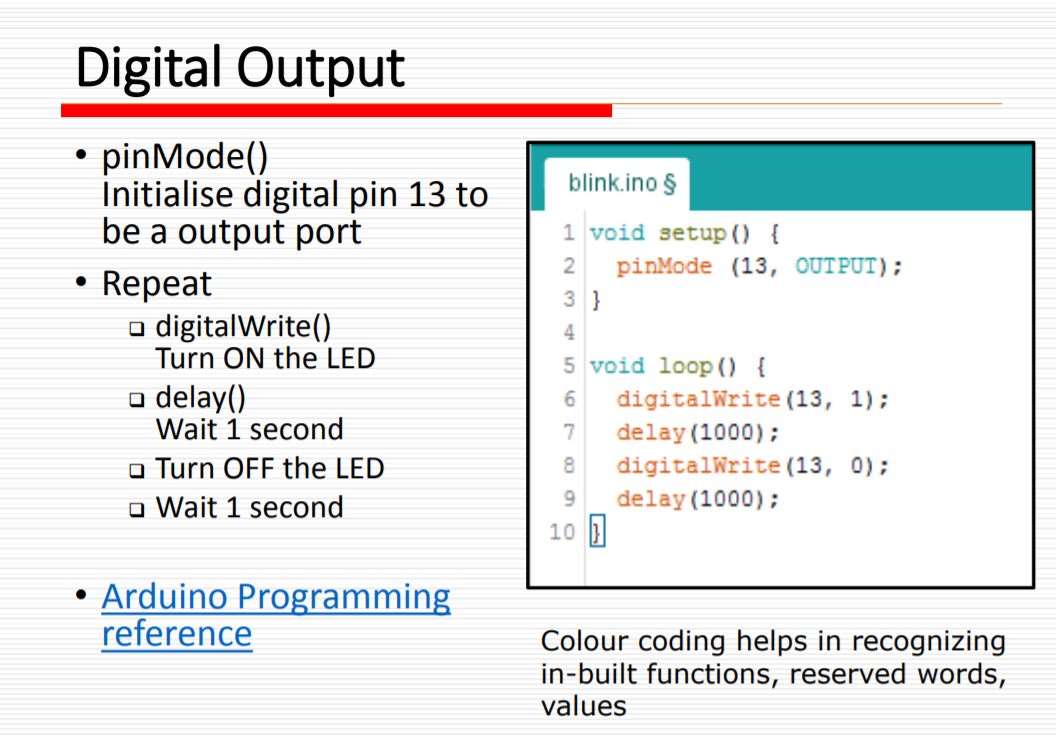 Digital Output
• pinMode()
Initialise digital pin 13 to
be a output port
• Repeat
❑ digitalWrite()
Turn ON the LED
❑ delay()
Wait 1 second
❑ Turn OFF the LED
❑ Wait 1 second
• Arduino Programming
reference
blink.ino §
1 void setup() {
2   pinMode (13, OUTPUT);
3 }
4
5 void loop() {
6   digitalWrite(13, 1);
7   delay(1000);
8   digitalWrite(13, 0);
9   delay(1000);
10 }
Colour coding helps in recognizing
in-built functions, reserved words,
values